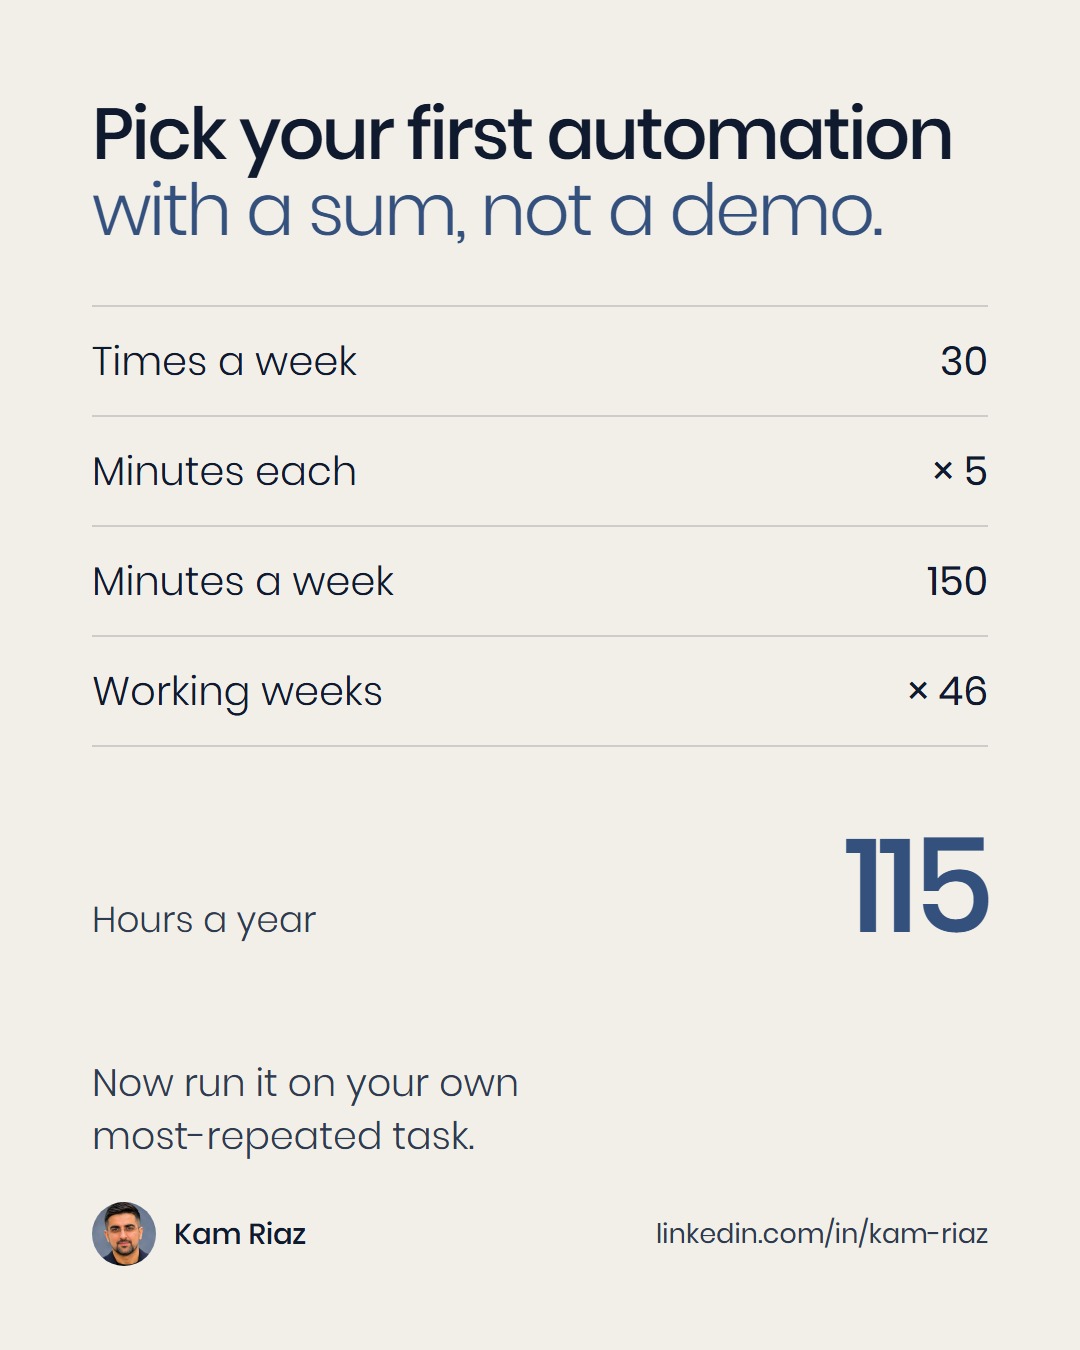 Pick your first automation
with a sum, not a demo.
Times a week 30
Minutes each × 5
Minutes a week 150
Working weeks × 46
Hours a year 115
Now run it on your own
most-repeated task.
Kam Riaz linkedin.com/in/kam-riaz